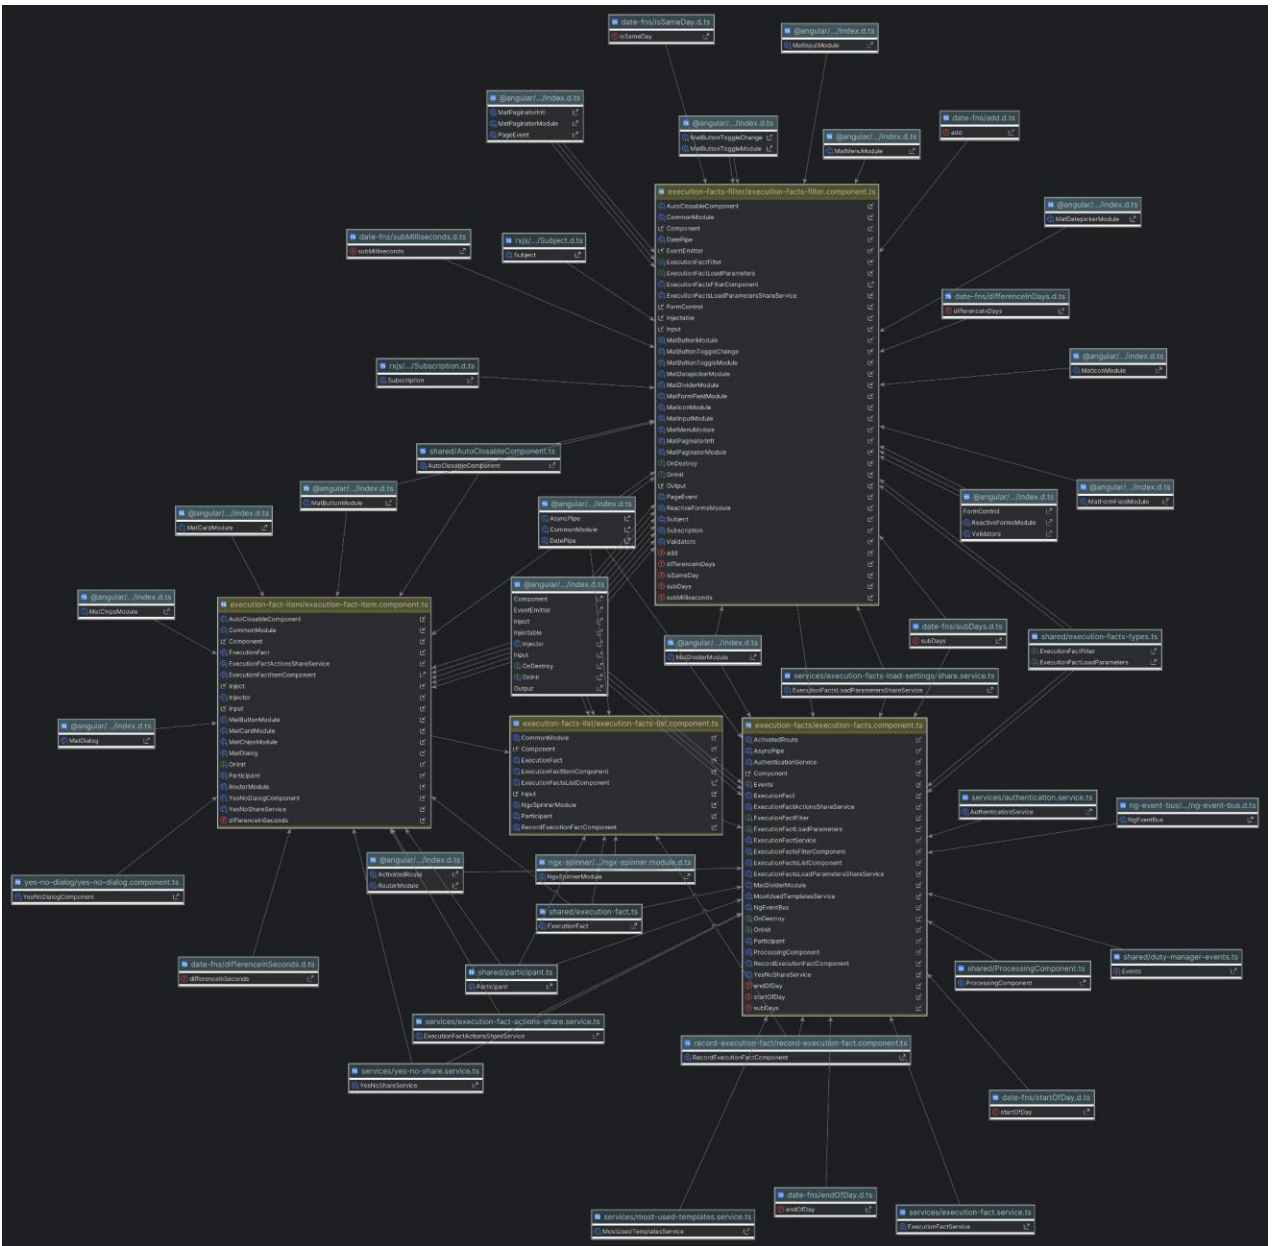 date-fns/isSameDay.d.ts
isSameDay
@angular/.../index.d.ts
MatInputModule
@angular/.../index.d.ts
MatPaginatorIntl
MatPaginatorModule
PageEvent
@angular/.../index.d.ts
MatButtonToggleChange
MatButtonToggleModule
date-fns/add.d.ts
add
@angular/.../index.d.ts
MatMenuModule
execution-facts-filter/execution-facts-filter.component.ts
AutoClosableComponent
CommonModule
Component
DatePipe
EventEmitter
ExecutionFactFilter
ExecutionFactLoadParameters
ExecutionFactsFilterComponent
ExecutionFactsLoadParametersShareService
FormControl
Injectable
Input
MatButtonModule
MatButtonToggleChange
MatButtonToggleModule
MatDatepickerModule
MatDividerModule
MatFormFieldModule
MatIconModule
MatInputModule
MatMenuModule
MatPaginatorIntl
MatPaginatorModule
OnDestroy
OnInit
Output
PageEvent
ReactiveFormsModule
Subject
Subscription
Validators
add
differenceInDays
isSameDay
subDays
subMilliseconds
@angular/.../index.d.ts
MatDatepickerModule
date-fns/subMilliseconds.d.ts
subMilliseconds
rxjs/.../Subject.d.ts
Subject
date-fns/differenceInDays.d.ts
differenceInDays
@angular/.../index.d.ts
MatIconModule
rxjs/.../Subscription.d.ts
Subscription
shared/AutoClosableComponent.ts
AutoClosableComponent
@angular/.../index.d.ts
MatButtonModule
@angular/.../index.d.ts
MatCardModule
@angular/.../index.d.ts
AsyncPipe
CommonModule
DatePipe
@angular/.../index.d.ts
FormControl
ReactiveFormsModule
Validators
@angular/.../index.d.ts
MatFormFieldModule
@angular/.../index.d.ts
MatChipsModule
execution-fact-item/execution-fact-item.component.ts
AutoClosableComponent
CommonModule
Component
ExecutionFact
ExecutionFactActionsShareService
ExecutionFactItemComponent
Inject
Injector
Input
MatButtonModule
MatCardModule
MatChipsModule
MatDialog
OnInit
Participant
RouterModule
YesNoDialogComponent
YesNoShareService
differenceInSeconds
@angular/.../index.d.ts
Component
EventEmitter
Inject
Injectable
Injector
Input
OnDestroy
OnInit
Output
@angular/.../index.d.ts
MatDividerModule
date-fns/subDays.d.ts
subDays
shared/execution-facts-types.ts
ExecutionFactFilter
ExecutionFactLoadParameters
services/execution-facts-load-settings/share.service.ts
ExecutionFactsLoadParametersShareService
@angular/.../index.d.ts
MatDialog
execution-facts-list/execution-facts-list.component.ts
CommonModule
Component
ExecutionFact
ExecutionFactItemComponent
ExecutionFactsListComponent
Input
NgxSpinnerModule
Participant
RecordExecutionFactComponent
execution-facts/execution-facts.component.ts
ActivatedRoute
AsyncPipe
AuthenticationService
Component
Events
ExecutionFact
ExecutionFactActionsShareService
ExecutionFactFilter
ExecutionFactLoadParameters
ExecutionFactService
ExecutionFactsFilterComponent
ExecutionFactsListComponent
ExecutionFactsLoadParametersShareService
MatDividerModule
MostUsedTemplatesService
NgEventBus
OnDestroy
OnInit
Participant
ProcessingComponent
RecordExecutionFactComponent
YesNoShareService
endOfDay
startOfDay
subDays
services/authentication.service.ts
AuthenticationService
ng-event-bus/.../ng-event-bus.d.ts
NgEventBus
@angular/.../index.d.ts
ActivatedRoute
RouterModule
ngx-spinner/.../ngx-spinner.module.d.ts
NgxSpinnerModule
yes-no-dialog/yes-no-dialog.component.ts
YesNoDialogComponent
shared/execution-fact.ts
ExecutionFact
date-fns/differenceInSeconds.d.ts
differenceInSeconds
shared/participant.ts
Participant
shared/duty-manager-events.ts
Events
shared/ProcessingComponent.ts
ProcessingComponent
services/execution-fact-actions-share.service.ts
ExecutionFactActionsShareService
record-execution-fact/record-execution-fact.component.ts
RecordExecutionFactComponent
services/yes-no-share.service.ts
YesNoShareService
date-fns/startOfDay.d.ts
startOfDay
date-fns/endOfDay.d.ts
endOfDay
services/most-used-templates.service.ts
MostUsedTemplatesService
services/execution-fact.service.ts
ExecutionFactService